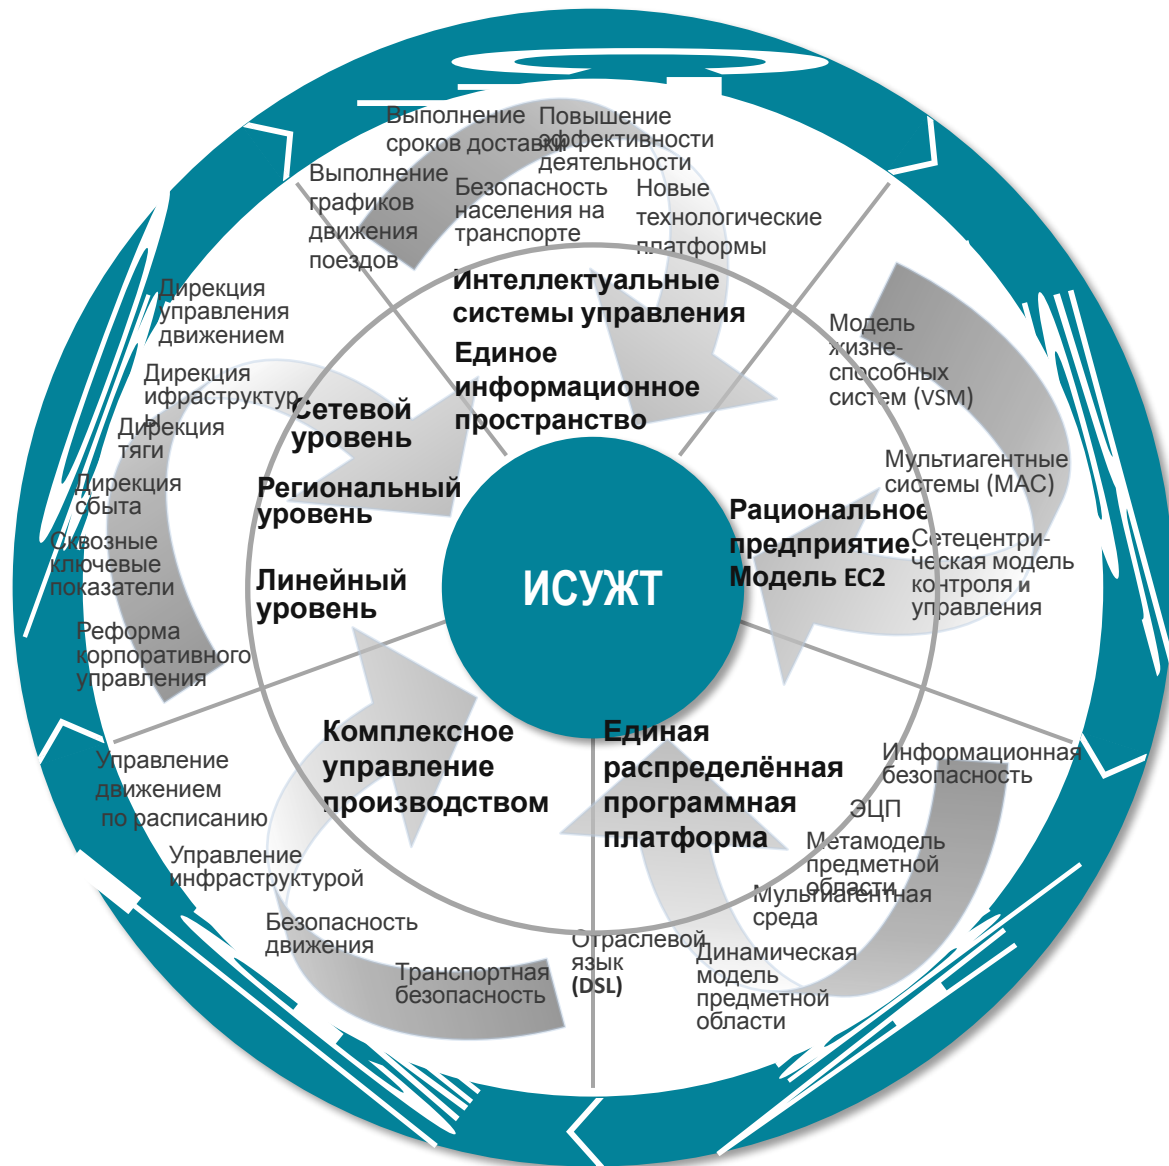 Выполнение
сроков доставки
Повышение
эффективности
деятельности
Выполнение
графиков
движения
поездов
Безопасность
населения на
транспорте
Новые
технологические
платформы
Интеллектуальные
системы управления
Единое
информационное
пространство
Дирекция
управления
движением
Дирекция
ифраструктур
ы
Дирекция
тяги
Дирекция
сбыта
Сквозные
ключевые
показатели
Реформа
корпоративного
управления
Сетевой
уровень
Региональный
уровень
Линейный
уровень
ИСУЖТ
Модель
жизне-
способных
систем (VSM)
Мультиагентные
системы (МАС)
Сетецентри-
ческая модель
контроля и
управления
Рациональное
предприятие.
Модель EC2
Комплексное
управление
производством
Управление
движением
по расписанию
Управление
инфраструктурой
Безопасность
движения
Транспортная
безопасность
Единая
распределённая
программная
платформа
Информационная
безопасность
ЭЦП
Метамодель
предметной
области
Мультиагентная
среда
Динамическая
модель
предметной
области
Отраслевой
язык
(DSL)